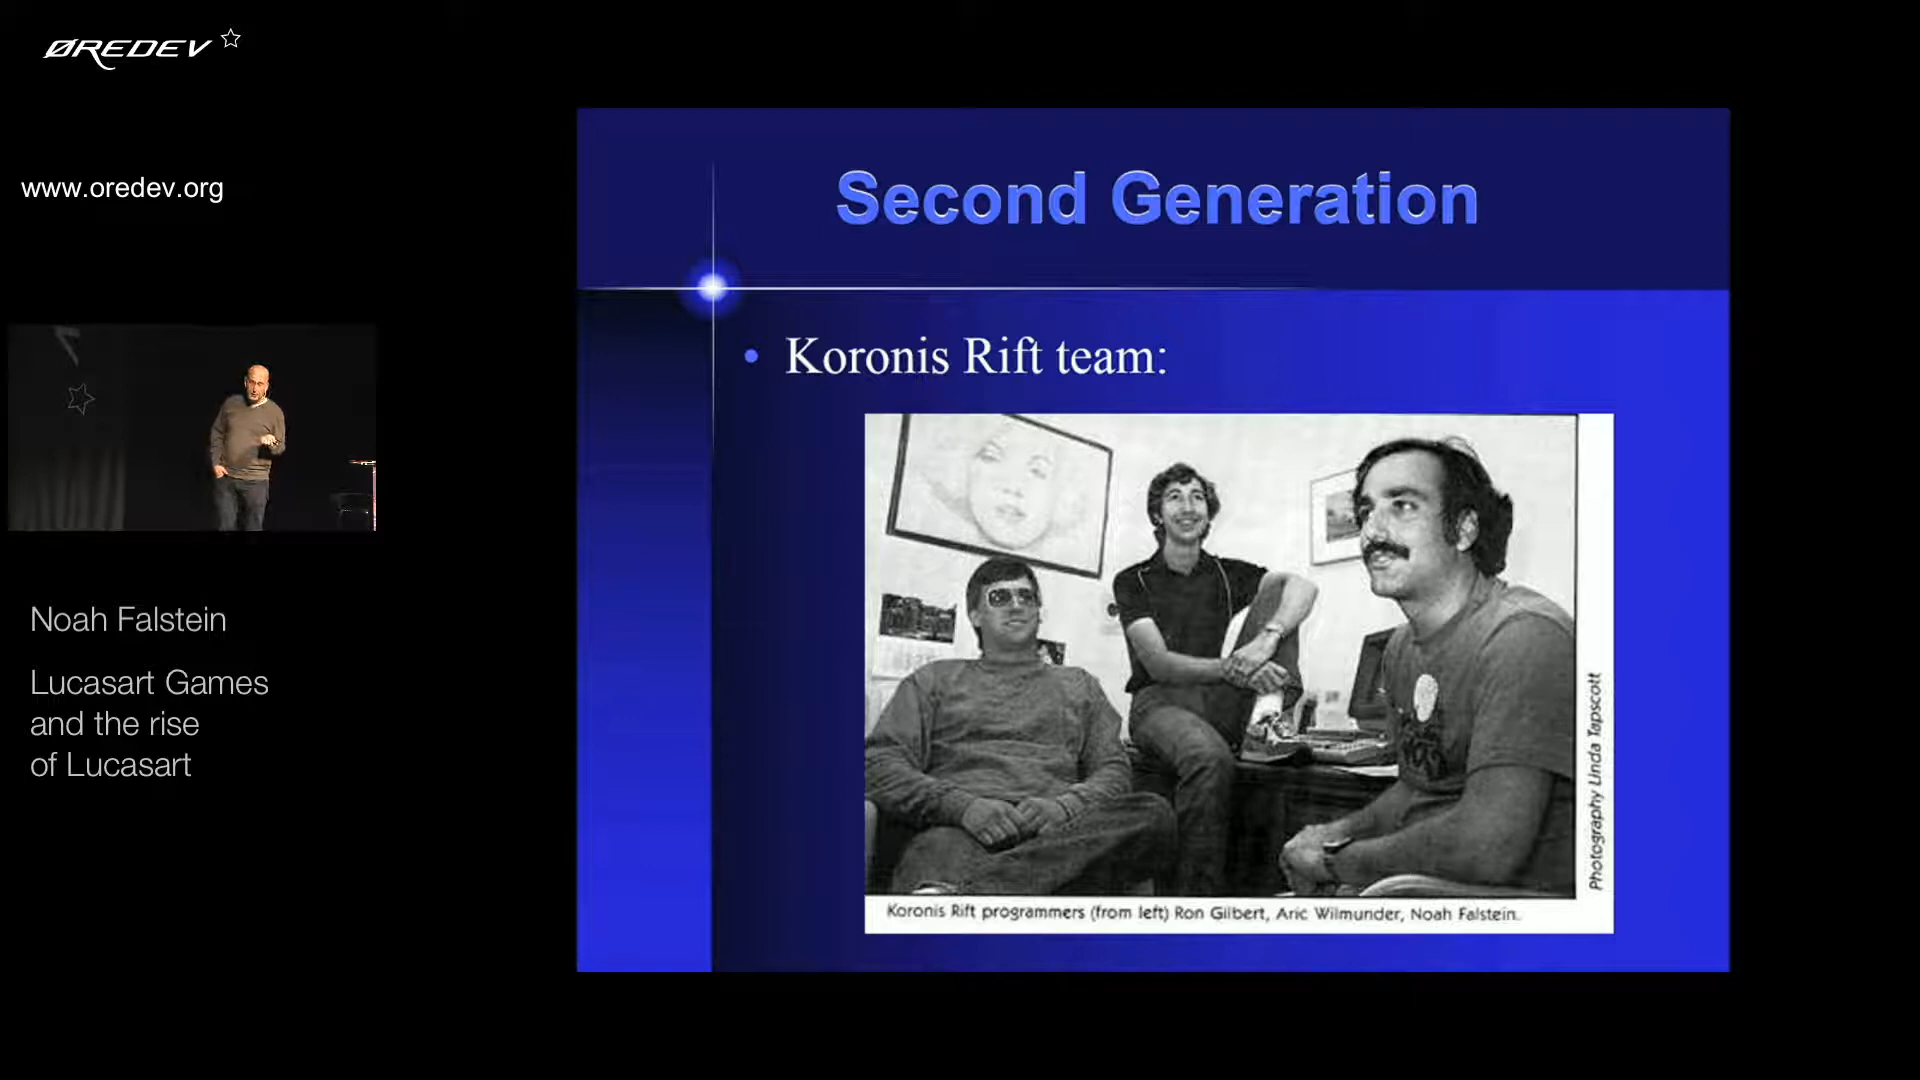 ØREDEV
www.oredev.org
Noah Falstein
Lucasart Games
and the rise
of Lucasart
Second Generation
• Koronis Rift team:
Photography Linda Tapscott
Koronis Rift programmers (from left) Ron Gilbert, Aric Wilmunder, Noah Falstein.